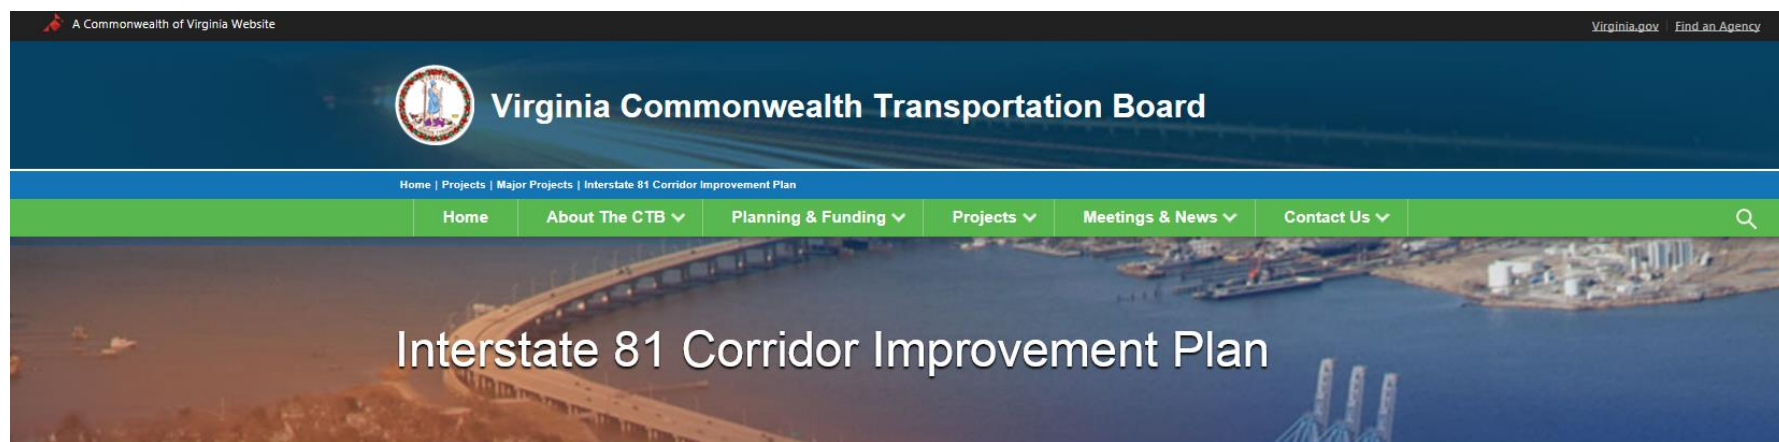 A Commonwealth of Virginia Website
Virginia.gov | Find an Agency
Virginia Commonwealth Transportation Board
Home | Projects | Major Projects | Interstate 81 Corridor Improvement Plan
Home About The CTB Planning & Funding Projects Meetings & News Contact Us
Interstate 81 Corridor Improvement Plan